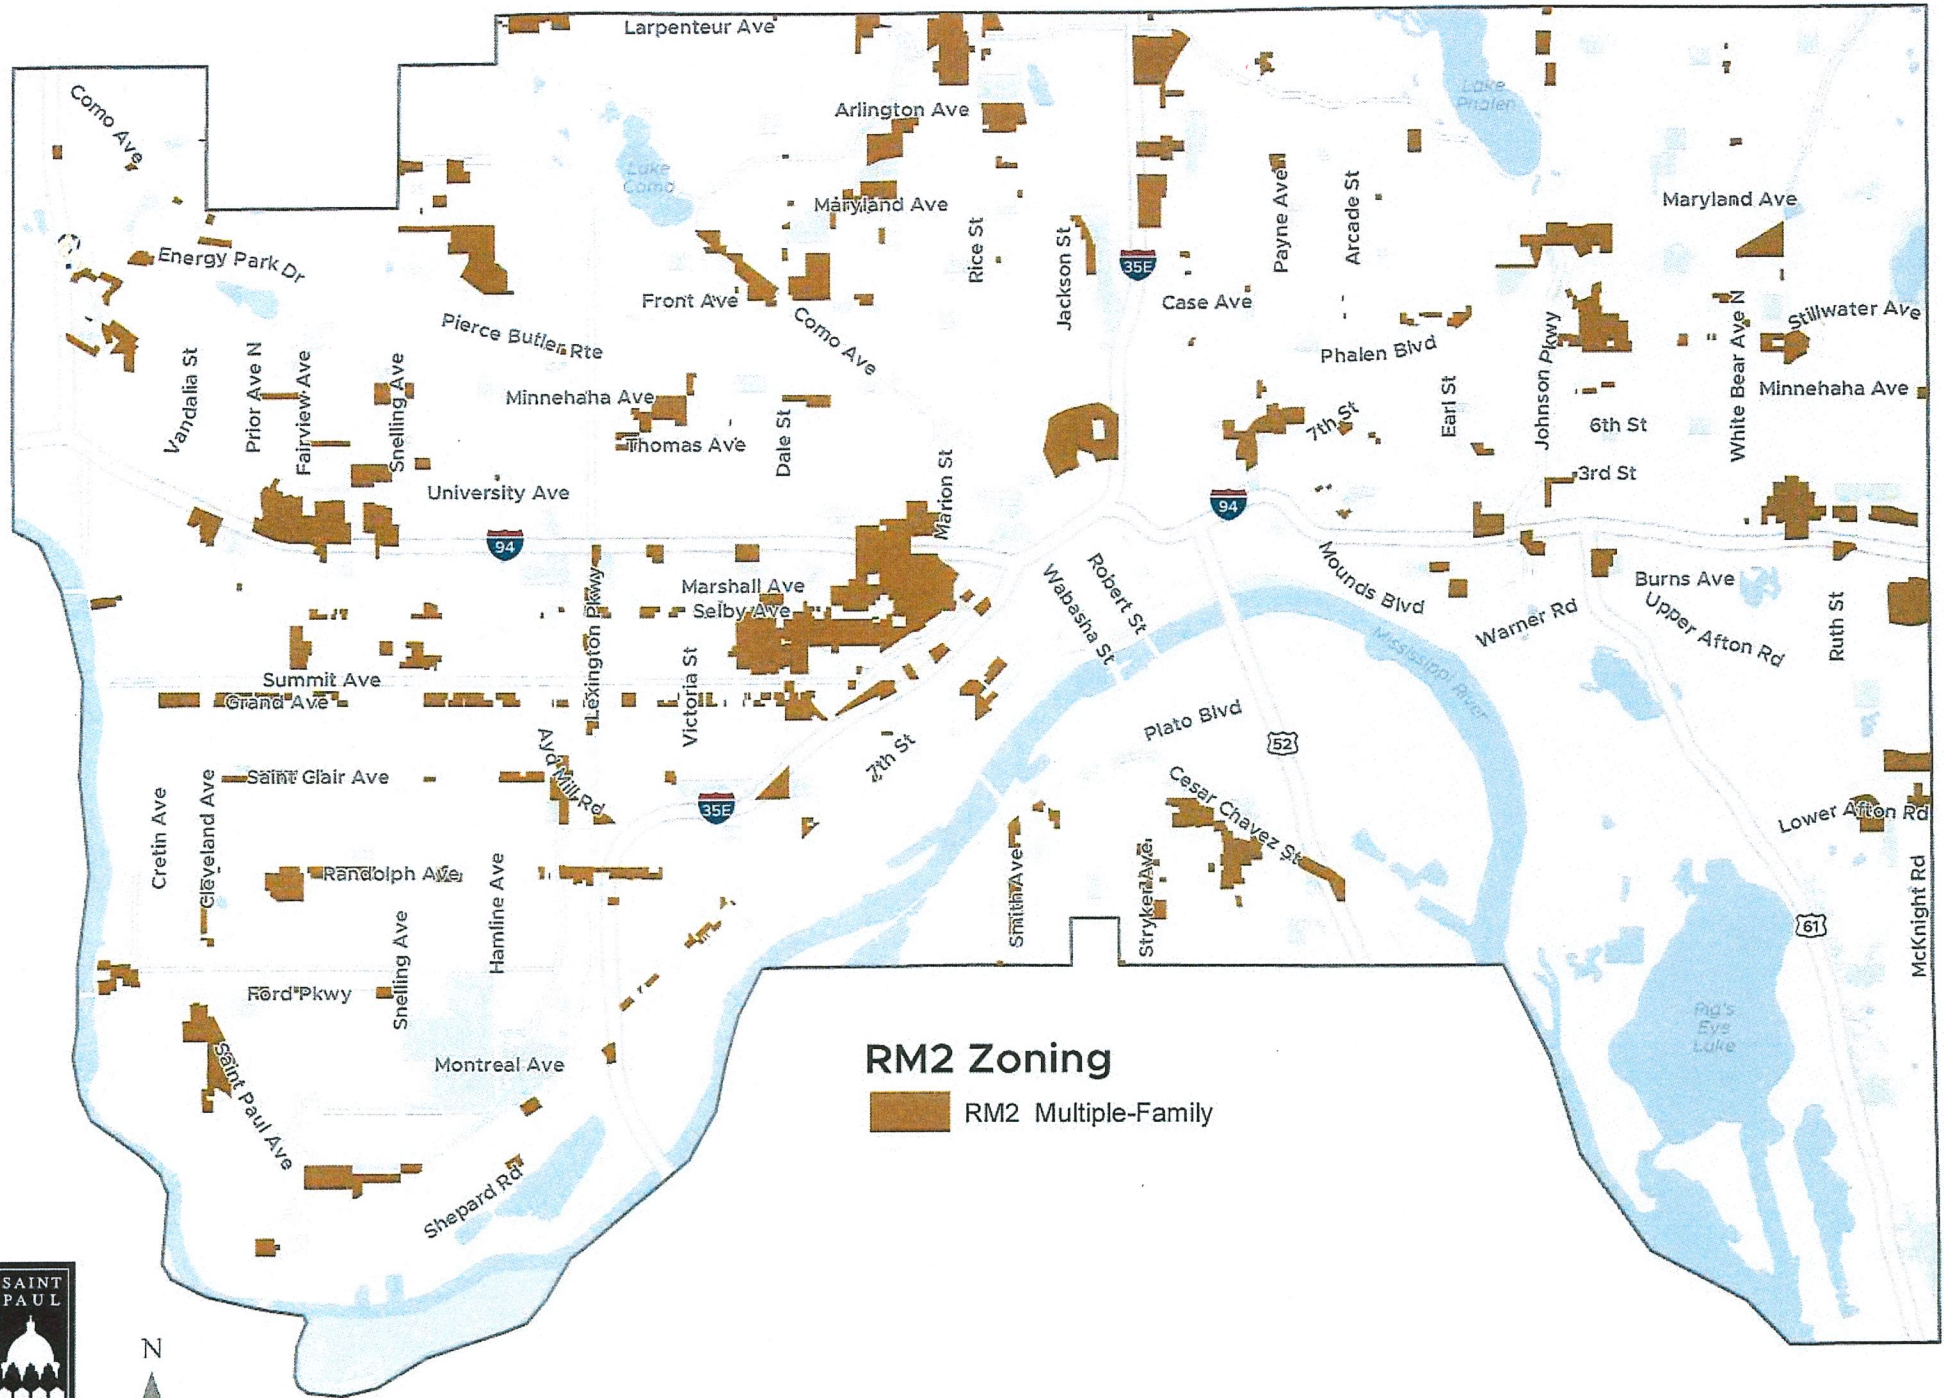 Larpenteur Ave
Como Ave
Lake
Phalen
Arlington Ave
Lake
Como
Maryland Ave
Maryland Ave
Payne Ave
Arcade St
Rice St
Jackson St
35E
Energy Park Dr
Front Ave
Case Ave
Como Ave
Pierce Butler Rte
Phalen Blvd
Stillwater Ave
Vandalia St
Prior Ave N
Fairview Ave
Snelling Ave
Minnehaha Ave
Minnehaha Ave
Johnson Pkwy
White Bear Ave N
Earl St
7th St
6th St
Thomas Ave
Dale St
3rd St
University Ave
Marion St
94
94
Lexington Pkwy
Marshall Ave
Selby Ave
Robert St
Wabasha St
Mounds Blvd
Burns Ave
Warner Rd
Upper Afton Rd
Ruth St
Mississippi River
Summit Ave
Grand Ave
Victoria St
Plato Blvd
52
7th St
Ayd Mill Rd
Saint Clair Ave
35E
Cesar Chavez St
Lower Afton Rd
Cretin Ave
Cleveland Ave
Randolph Ave
Hamline Ave
Smith Ave
Stryker Ave
61
McKnight Rd
Snelling Ave
Ford Pkwy
Pig's
Eye
Lake
Montreal Ave
Saint Paul Ave
Shepard Rd
RM2 Zoning
RM2 Multiple-Family
SAINT
PAUL
N